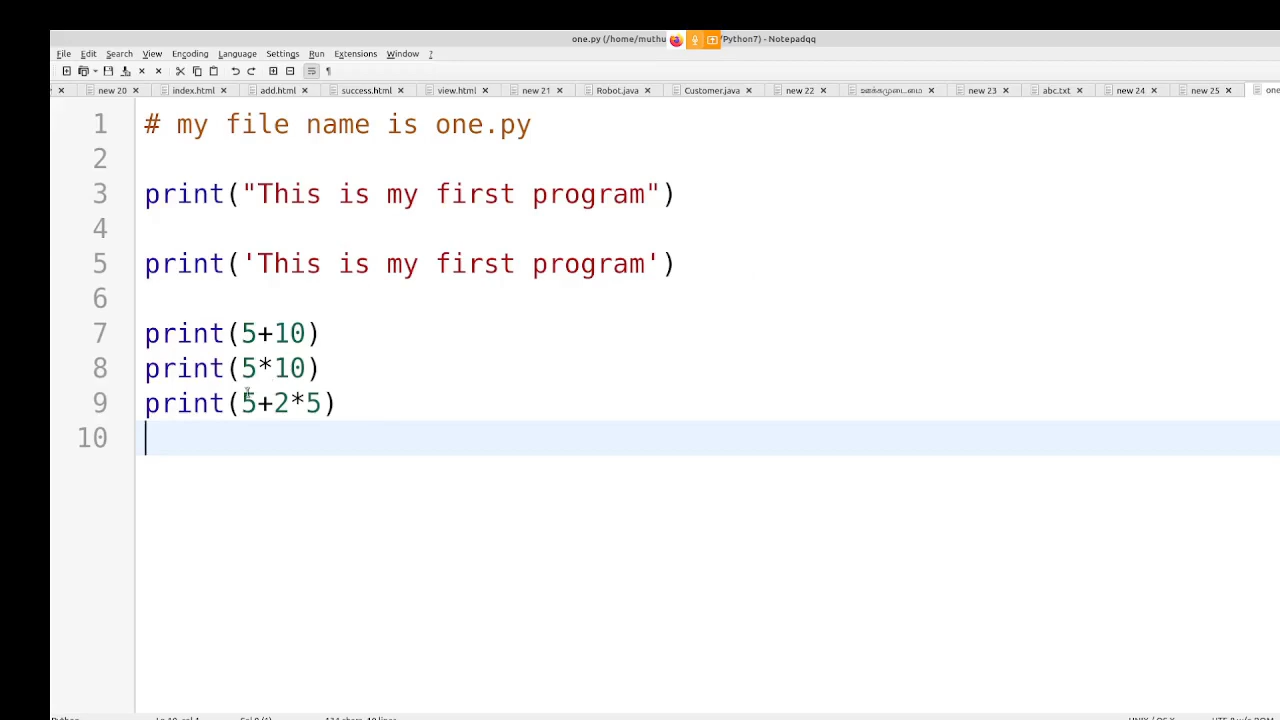 one.py (/home/muthu /Python7) - Notepadqq
File Edit Search View Encoding Language Settings Run Extensions Window ?
new 20 index.html add.html success.html view.html new 21 Robot.java Customer.java new 22 ஊக்கமுடைமை new 23 abc.txt new 24 new 25 one
1 # my file name is one.py
2
3 print("This is my first program")
4
5 print('This is my first program')
6
7 print(5+10)
8 print(5*10)
9 print(5+2*5)
10